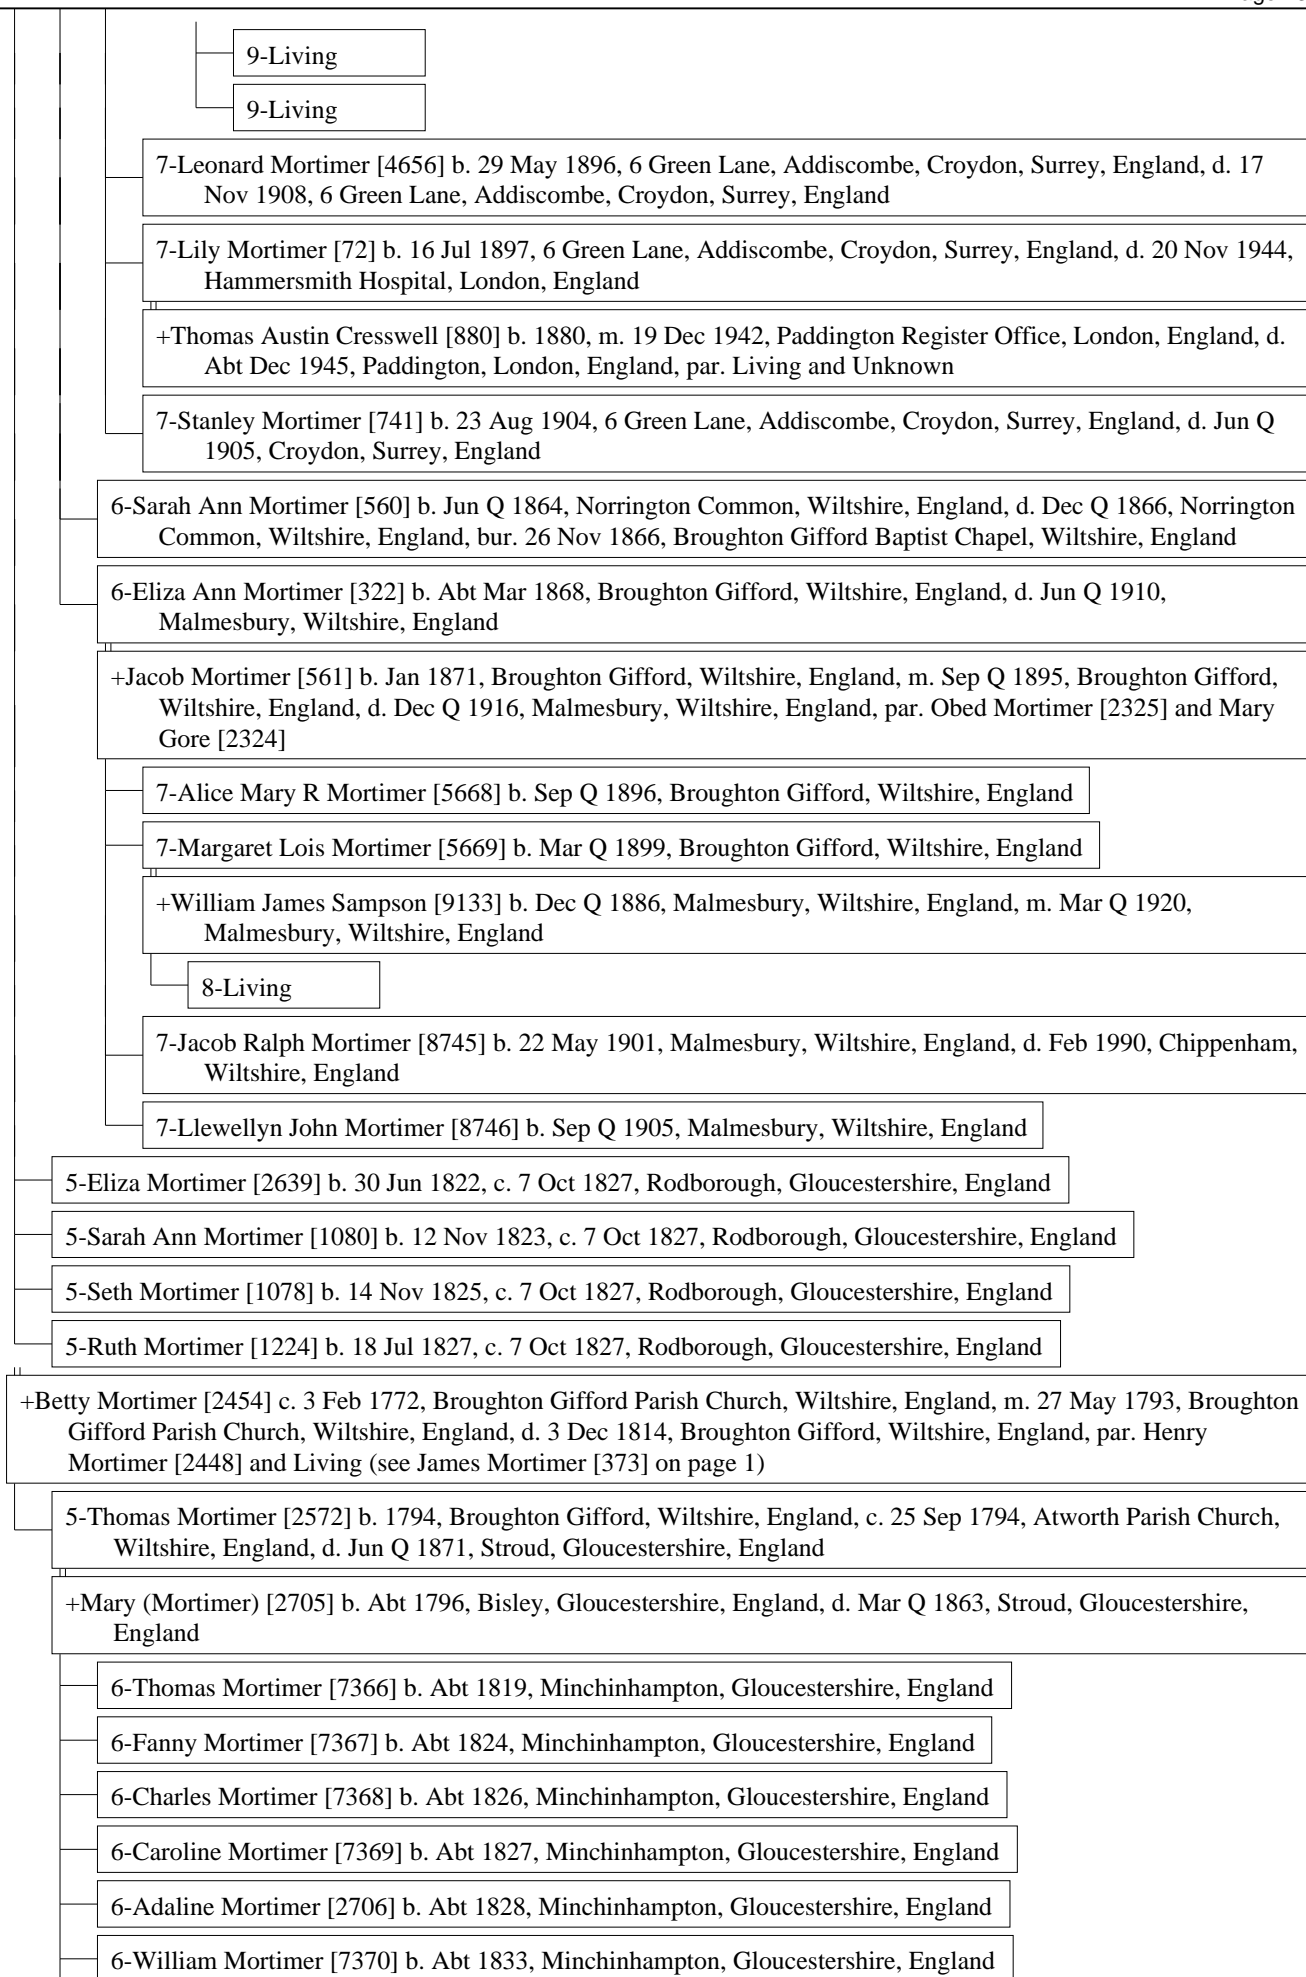 9-Living
9-Living
7-Leonard Mortimer [4656] b. 29 May 1896, 6 Green Lane, Addiscombe, Croydon, Surrey, England, d. 17
Nov 1908, 6 Green Lane, Addiscombe, Croydon, Surrey, England
7-Lily Mortimer [72] b. 16 Jul 1897, 6 Green Lane, Addiscombe, Croydon, Surrey, England, d. 20 Nov 1944,
Hammersmith Hospital, London, England
+Thomas Austin Cresswell [880] b. 1880, m. 19 Dec 1942, Paddington Register Office, London, England, d.
Abt Dec 1945, Paddington, London, England, par. Living and Unknown
7-Stanley Mortimer [741] b. 23 Aug 1904, 6 Green Lane, Addiscombe, Croydon, Surrey, England, d. Jun Q
1905, Croydon, Surrey, England
6-Sarah Ann Mortimer [560] b. Jun Q 1864, Norrington Common, Wiltshire, England, d. Dec Q 1866, Norrington
Common, Wiltshire, England, bur. 26 Nov 1866, Broughton Gifford Baptist Chapel, Wiltshire, England
6-Eliza Ann Mortimer [322] b. Abt Mar 1868, Broughton Gifford, Wiltshire, England, d. Jun Q 1910,
Malmesbury, Wiltshire, England
+Jacob Mortimer [561] b. Jan 1871, Broughton Gifford, Wiltshire, England, m. Sep Q 1895, Broughton Gifford,
Wiltshire, England, d. Dec Q 1916, Malmesbury, Wiltshire, England, par. Obed Mortimer [2325] and Mary
Gore [2324]
7-Alice Mary R Mortimer [5668] b. Sep Q 1896, Broughton Gifford, Wiltshire, England
7-Margaret Lois Mortimer [5669] b. Mar Q 1899, Broughton Gifford, Wiltshire, England
+William James Sampson [9133] b. Dec Q 1886, Malmesbury, Wiltshire, England, m. Mar Q 1920,
Malmesbury, Wiltshire, England
8-Living
7-Jacob Ralph Mortimer [8745] b. 22 May 1901, Malmesbury, Wiltshire, England, d. Feb 1990, Chippenham,
Wiltshire, England
7-Llewellyn John Mortimer [8746] b. Sep Q 1905, Malmesbury, Wiltshire, England
5-Eliza Mortimer [2639] b. 30 Jun 1822, c. 7 Oct 1827, Rodborough, Gloucestershire, England
5-Sarah Ann Mortimer [1080] b. 12 Nov 1823, c. 7 Oct 1827, Rodborough, Gloucestershire, England
5-Seth Mortimer [1078] b. 14 Nov 1825, c. 7 Oct 1827, Rodborough, Gloucestershire, England
5-Ruth Mortimer [1224] b. 18 Jul 1827, c. 7 Oct 1827, Rodborough, Gloucestershire, England
+Betty Mortimer [2454] c. 3 Feb 1772, Broughton Gifford Parish Church, Wiltshire, England, m. 27 May 1793, Broughton
Gifford Parish Church, Wiltshire, England, d. 3 Dec 1814, Broughton Gifford, Wiltshire, England, par. Henry
Mortimer [2448] and Living (see James Mortimer [373] on page 1)
5-Thomas Mortimer [2572] b. 1794, Broughton Gifford, Wiltshire, England, c. 25 Sep 1794, Atworth Parish Church,
Wiltshire, England, d. Jun Q 1871, Stroud, Gloucestershire, England
+Mary (Mortimer) [2705] b. Abt 1796, Bisley, Gloucestershire, England, d. Mar Q 1863, Stroud, Gloucestershire,
England
6-Thomas Mortimer [7366] b. Abt 1819, Minchinhampton, Gloucestershire, England
6-Fanny Mortimer [7367] b. Abt 1824, Minchinhampton, Gloucestershire, England
6-Charles Mortimer [7368] b. Abt 1826, Minchinhampton, Gloucestershire, England
6-Caroline Mortimer [7369] b. Abt 1827, Minchinhampton, Gloucestershire, England
6-Adaline Mortimer [2706] b. Abt 1828, Minchinhampton, Gloucestershire, England
6-William Mortimer [7370] b. Abt 1833, Minchinhampton, Gloucestershire, England